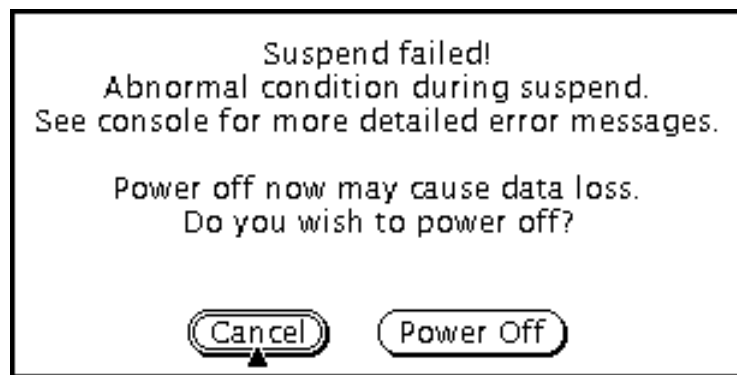 Suspend failed!
Abnormal condition during suspend.
See console for more detailed error messages.
Power off now may cause data loss.
Do you wish to power off?
Cancel
Power Off